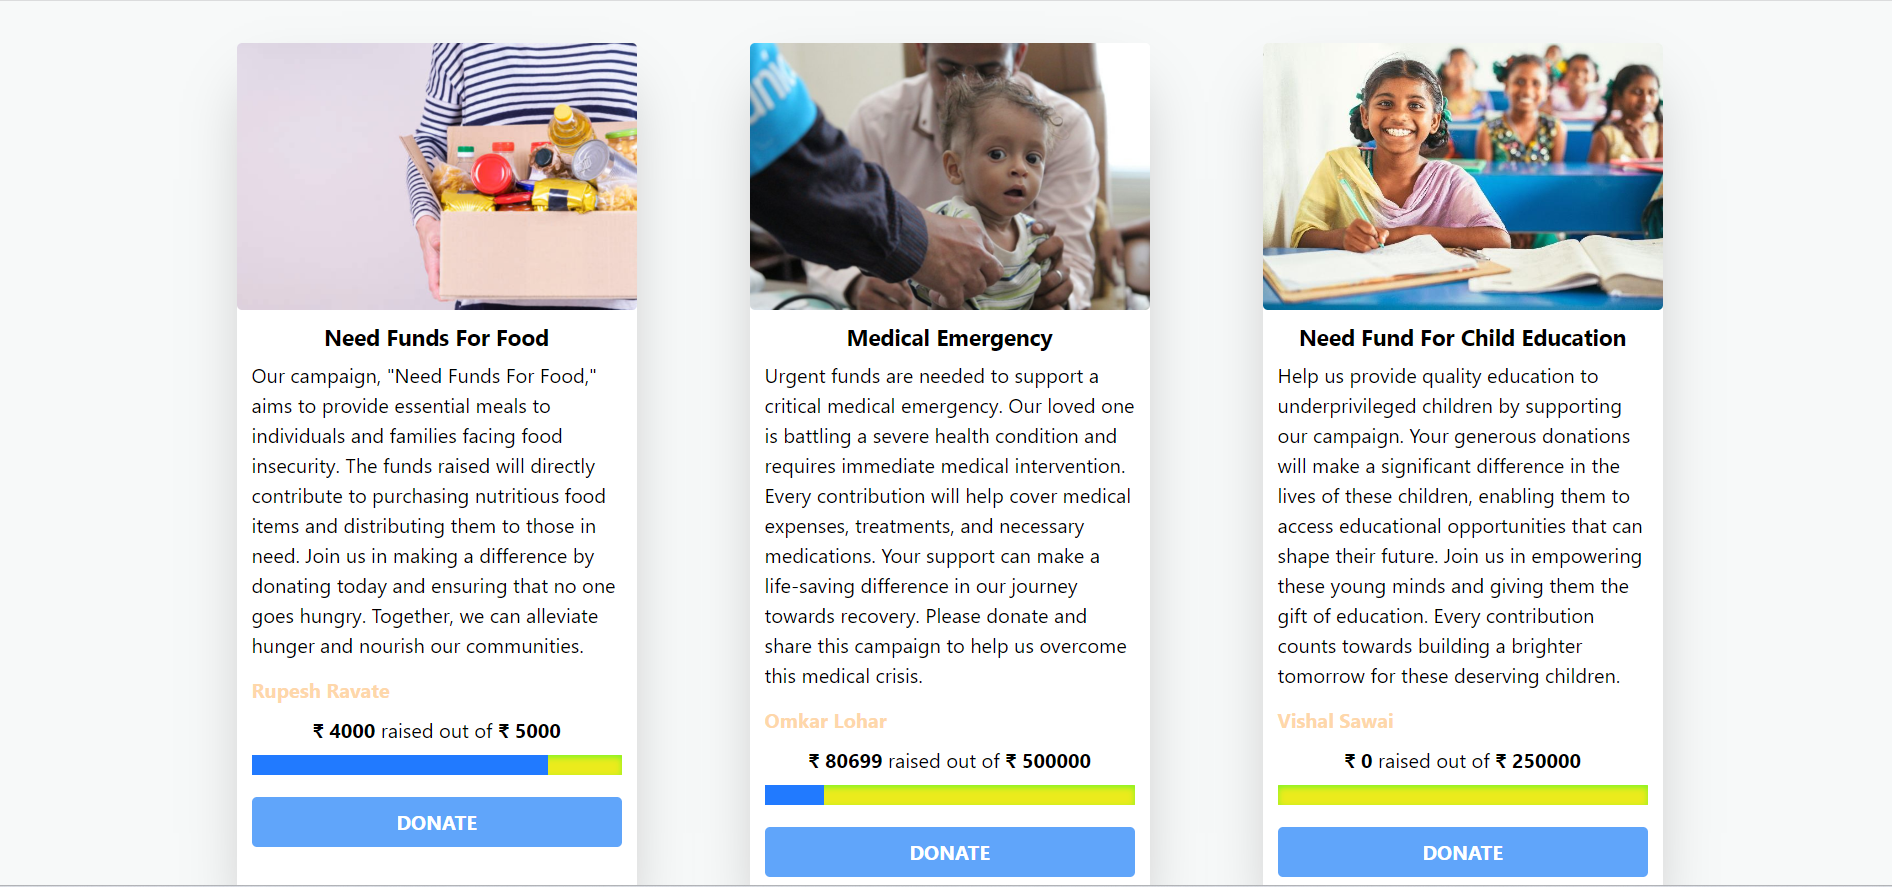 Need Funds For Food
Our campaign, "Need Funds For Food,"
aims to provide essential meals to
individuals and families facing food
insecurity. The funds raised will directly
contribute to purchasing nutritious food
items and distributing them to those in
need. Join us in making a difference by
donating today and ensuring that no one
goes hungry. Together, we can alleviate
hunger and nourish our communities.
Rupesh Ravate
₹ 4000 raised out of ₹ 5000
DONATE
Medical Emergency
Urgent funds are needed to support a
critical medical emergency. Our loved one
is battling a severe health condition and
requires immediate medical intervention.
Every contribution will help cover medical
expenses, treatments, and necessary
medications. Your support can make a
life-saving difference in our journey
towards recovery. Please donate and
share this campaign to help us overcome
this medical crisis.
Omkar Lohar
₹ 80699 raised out of ₹ 500000
DONATE
Need Fund For Child Education
Help us provide quality education to
underprivileged children by supporting
our campaign. Your generous donations
will make a significant difference in the
lives of these children, enabling them to
access educational opportunities that can
shape their future. Join us in empowering
these young minds and giving them the
gift of education. Every contribution
counts towards building a brighter
tomorrow for these deserving children.
Vishal Sawai
₹ 0 raised out of ₹ 250000
DONATE